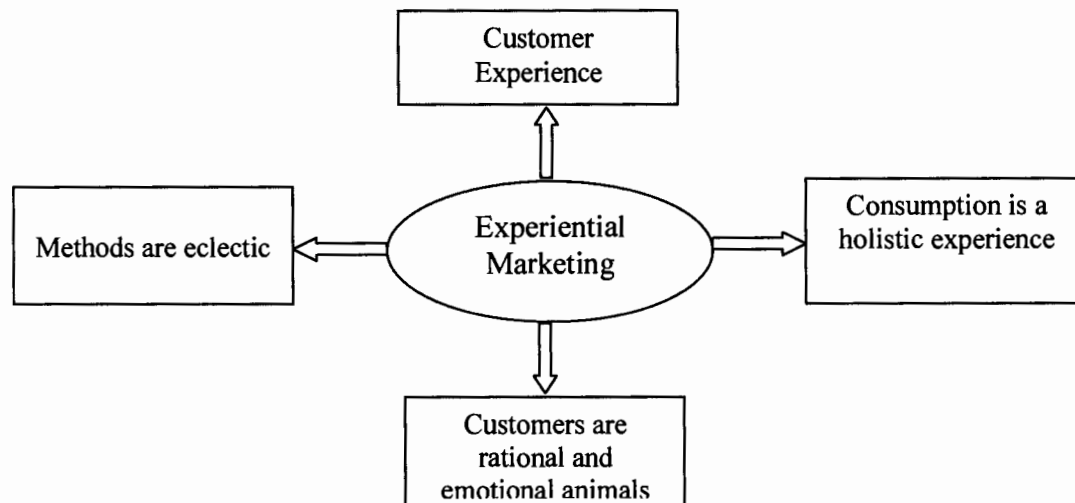 Customer
Experience
Methods are eclectic
Experiential
Marketing
Consumption is a
holistic experience
Customers are
rational and
emotional animals